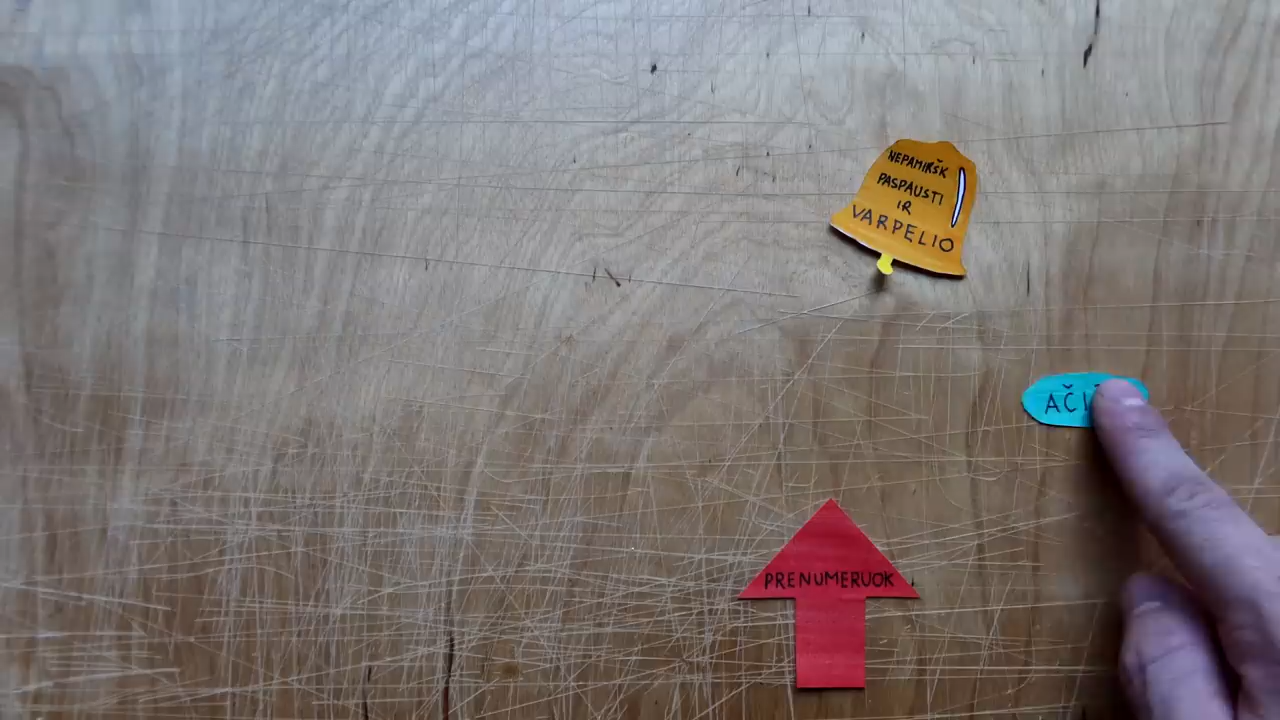 NEPAMIRŠK
PASPAUSTI
IR
VARPELIO
PRENUMERUOK